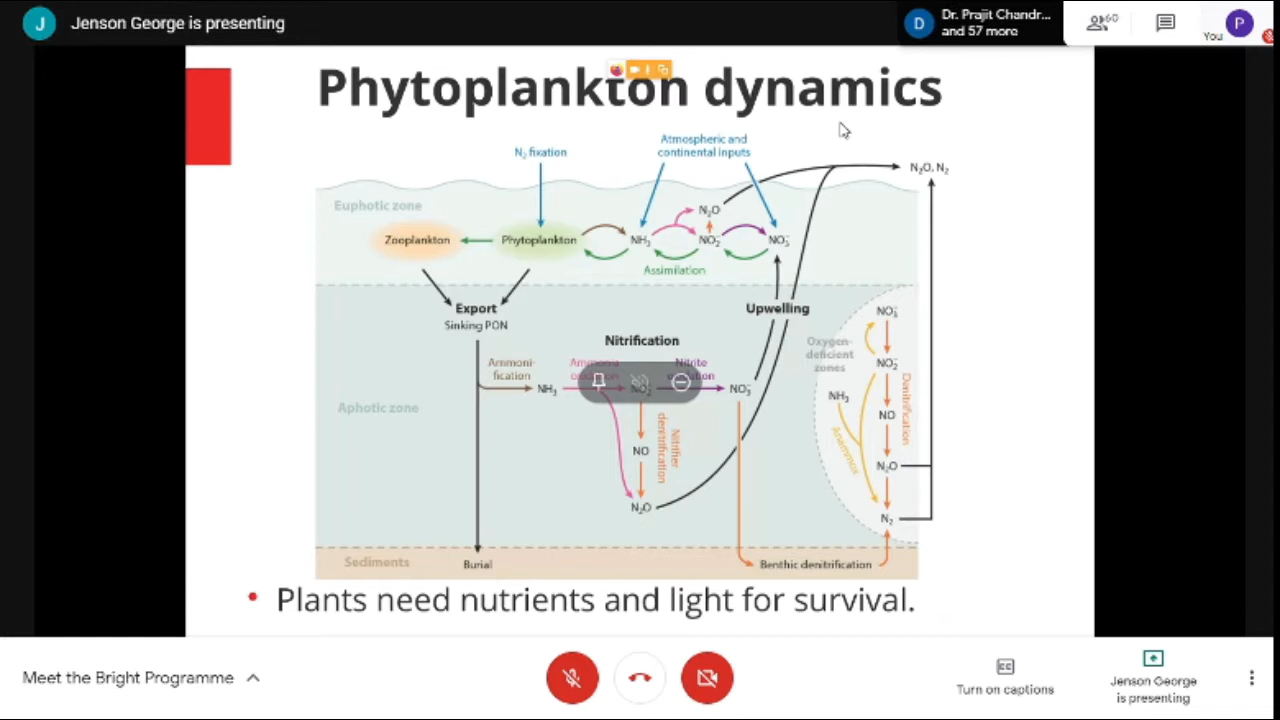 J Jenson George is presenting
D Dr. Prajit Chandr...
and 57 more
60
You
P
Phytoplankton dynamics
N₂ fixation
Atmospheric and
continental inputs
N₂O, N₂
Euphotic zone
N₂O
Zooplankton
Phytoplankton
NH₃
NO₂⁻
NO₃⁻
Assimilation
Export
Sinking PON
Upwelling
Nitrification
Ammoni-
fication
Nitrite
NH₃
NO₃⁻
Aphotic zone
NO
Nitrifier
denitrification
N₂O
Oxygen-
deficient
zones
NO₃⁻
NO₂⁻
NH₃
NO
Denitrification
Anammox
N₂O
N₂
Sediments
Burial
Benthic denitrification
• Plants need nutrients and light for survival.
Meet the Bright Programme
CC
Turn on captions
Jenson George
is presenting